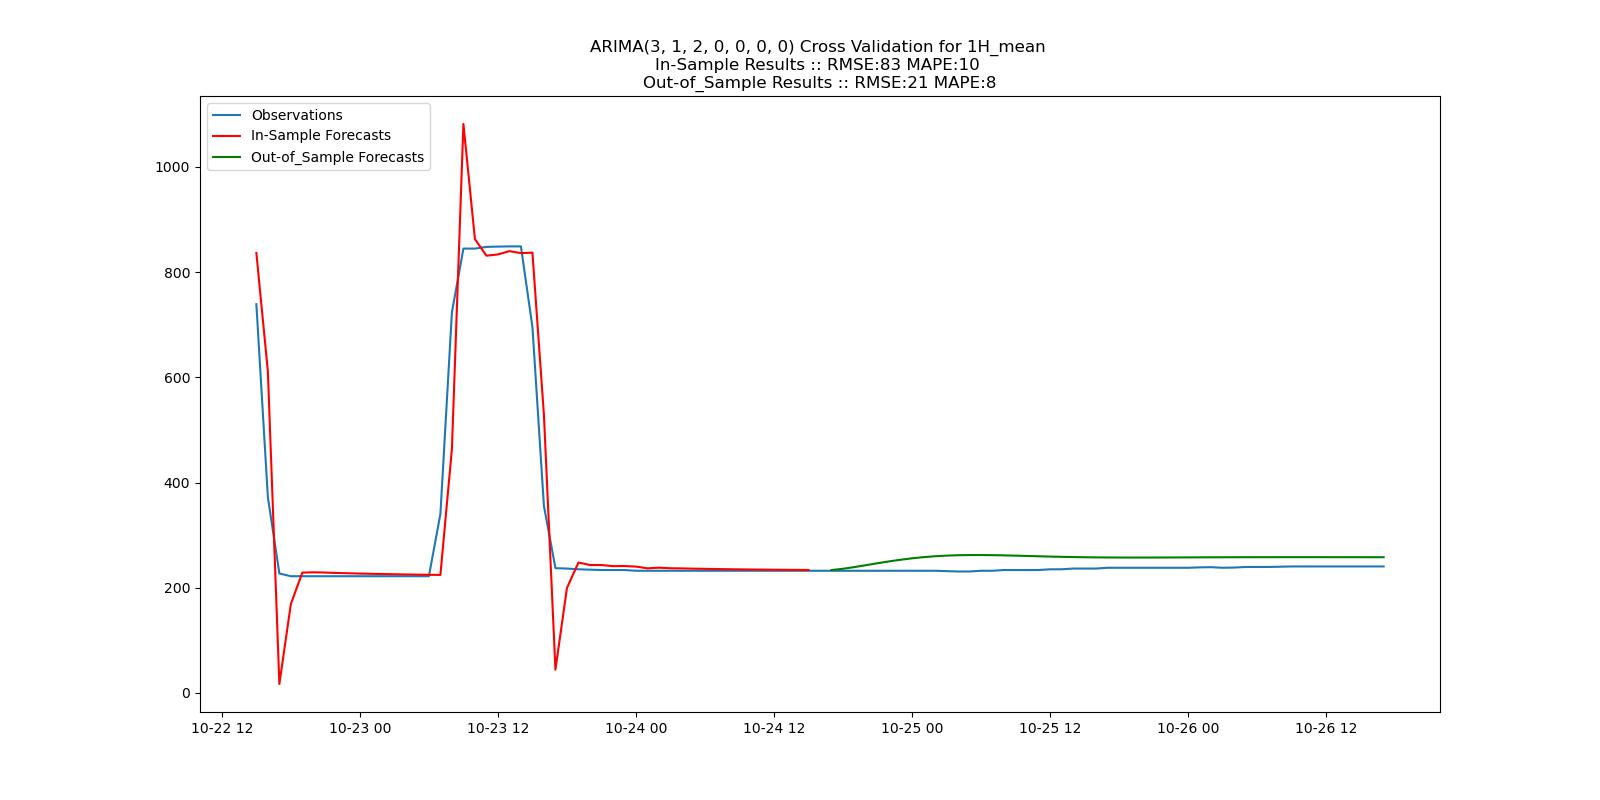 ARIMA(3, 1, 2, 0, 0, 0, 0) Cross Validation for 1H_mean
In-Sample Results :: RMSE:83 MAPE:10
Out-of_Sample Results :: RMSE:21 MAPE:8
Observations
In-Sample Forecasts
Out-of_Sample Forecasts
1000
800
600
400
200
0
10-22 12
10-23 00
10-23 12
10-24 00
10-24 12
10-25 00
10-25 12
10-26 00
10-26 12